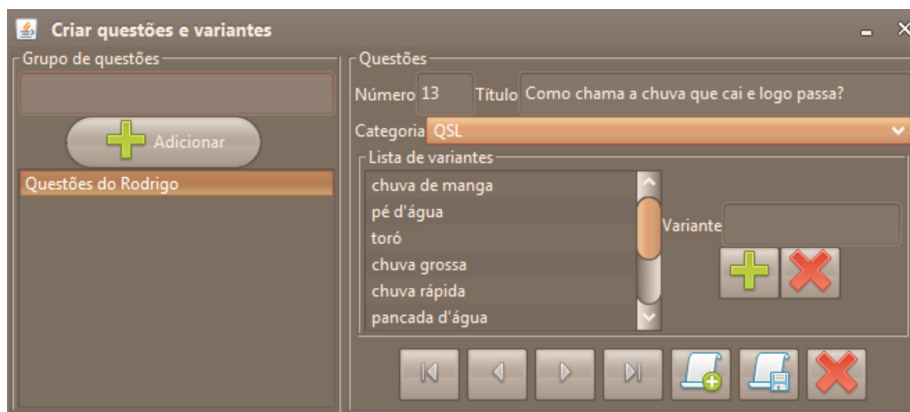 Criar questões e variantes
Grupo de questões
Adicionar
Questões do Rodrigo
Questões
Número 13 Título Como chama a chuva que cai e logo passa?
Categoria QSL
Lista de variantes
chuva de manga
pé d'água
toró
chuva grossa
chuva rápida
pancada d'água
Variante